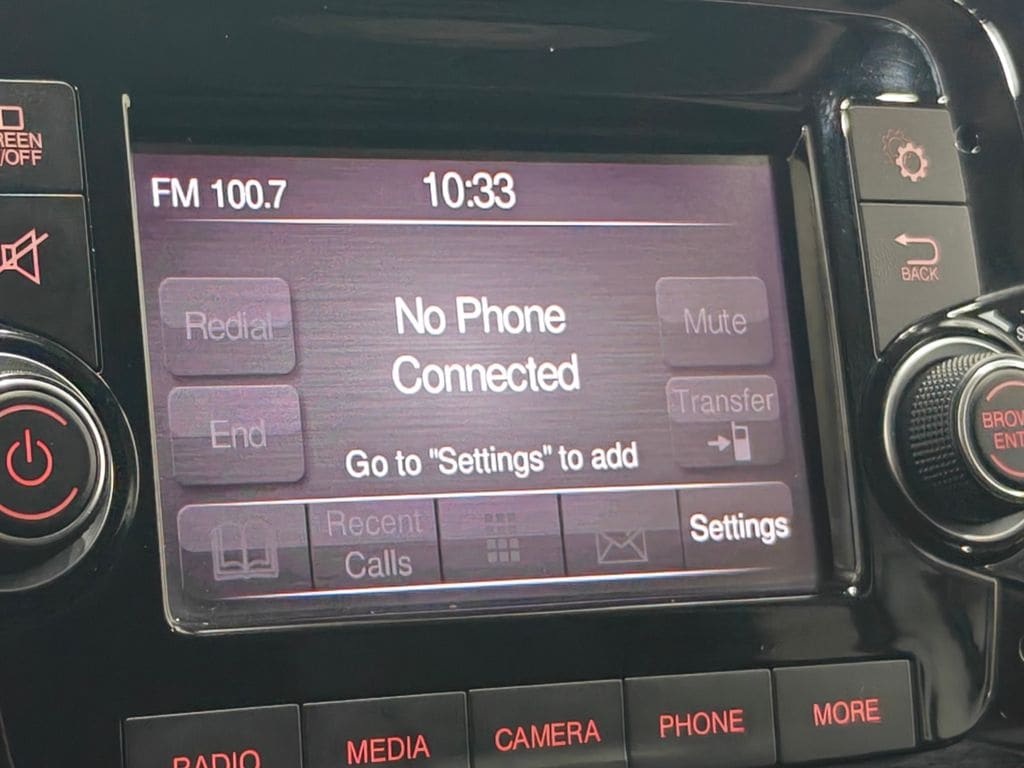 FM 100.7 10:33
Redial
No Phone
Connected
Mute
End
Transfer
Go to "Settings" to add
Recent
Calls
Settings
BACK
/OFF
RADIO
MEDIA
CAMERA
PHONE
MORE